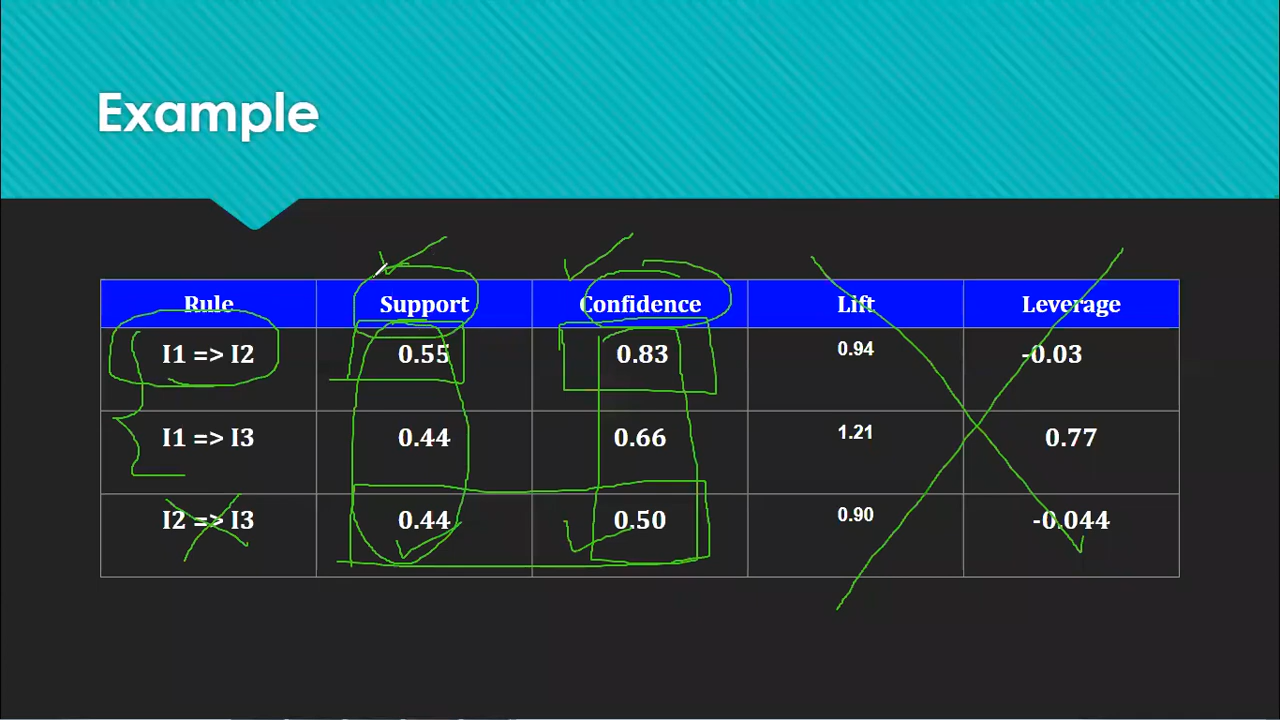 Example
Rule Support Confidence Lift Leverage
I1 => I2 0.55 0.83 0.94 -0.03
I1 => I3 0.44 0.66 1.21 0.77
I2 => I3 0.44 0.50 0.90 -0.044